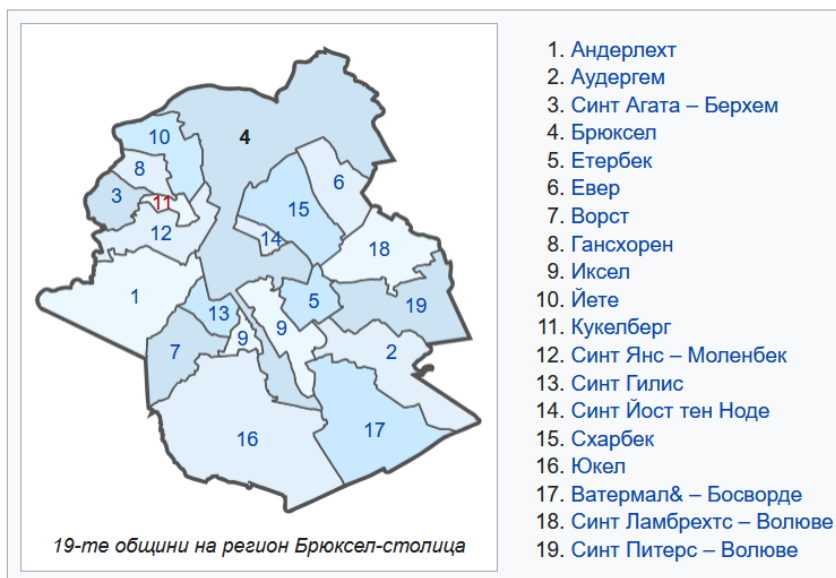 4
10
8
6
3
11
15
12
14
18
1
5
19
13
9
9
7
2
16
17
19-те общини на регион Брюксел-столица
1. Андерлехт
2. Аудергем
3. Синт Агата – Берхем
4. Брюксел
5. Етербек
6. Евер
7. Ворст
8. Гансхорен
9. Иксел
10. Йете
11. Кукелберг
12. Синт Янс – Моленбек
13. Синт Гилис
14. Синт Йост тен Ноде
15. Схарбек
16. Юкел
17. Ватермал& – Босворде
18. Синт Ламбрехтс – Волюве
19. Синт Питерс – Волюве